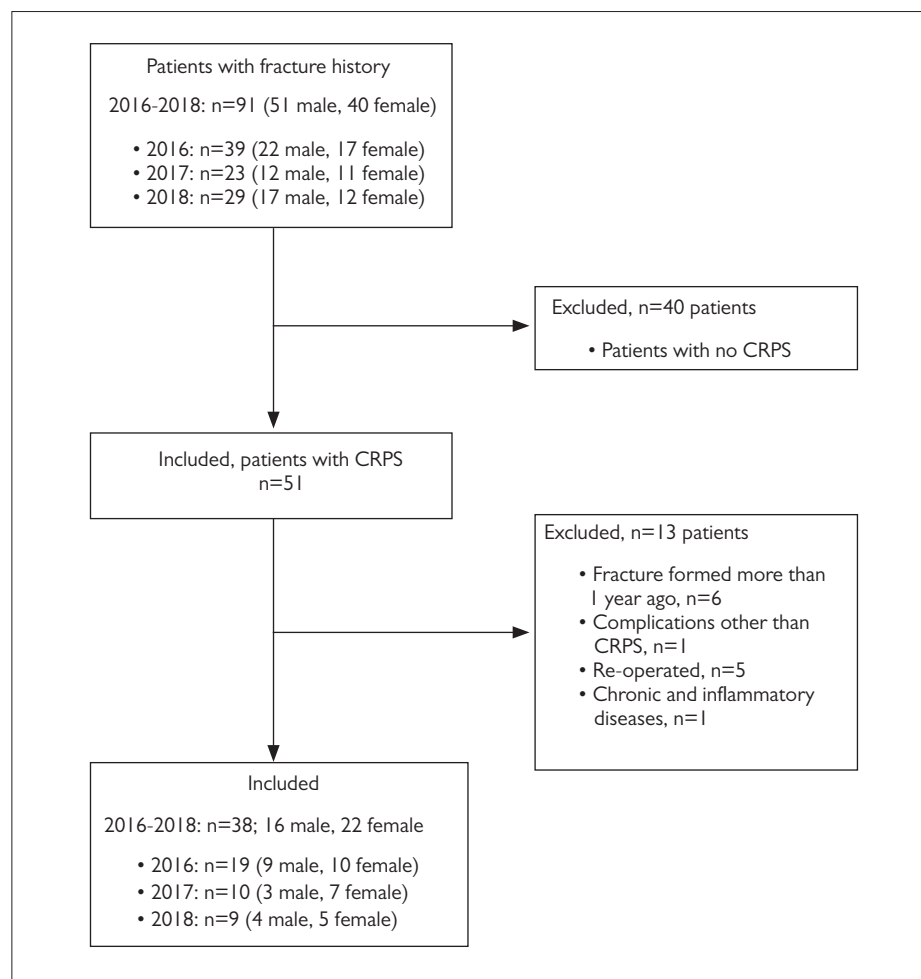 Patients with fracture history
2016-2018: n=91 (51 male, 40 female)
• 2016: n=39 (22 male, 17 female)
• 2017: n=23 (12 male, 11 female)
• 2018: n=29 (17 male, 12 female)
Excluded, n=40 patients
• Patients with no CRPS
Included, patients with CRPS
n=51
Excluded, n=13 patients
• Fracture formed more than
1 year ago, n=6
• Complications other than
CRPS, n=1
• Re-operated, n=5
• Chronic and inflammatory
diseases, n=1
Included
2016-2018: n=38; 16 male, 22 female
• 2016: n=19 (9 male, 10 female)
• 2017: n=10 (3 male, 7 female)
• 2018: n=9 (4 male, 5 female)